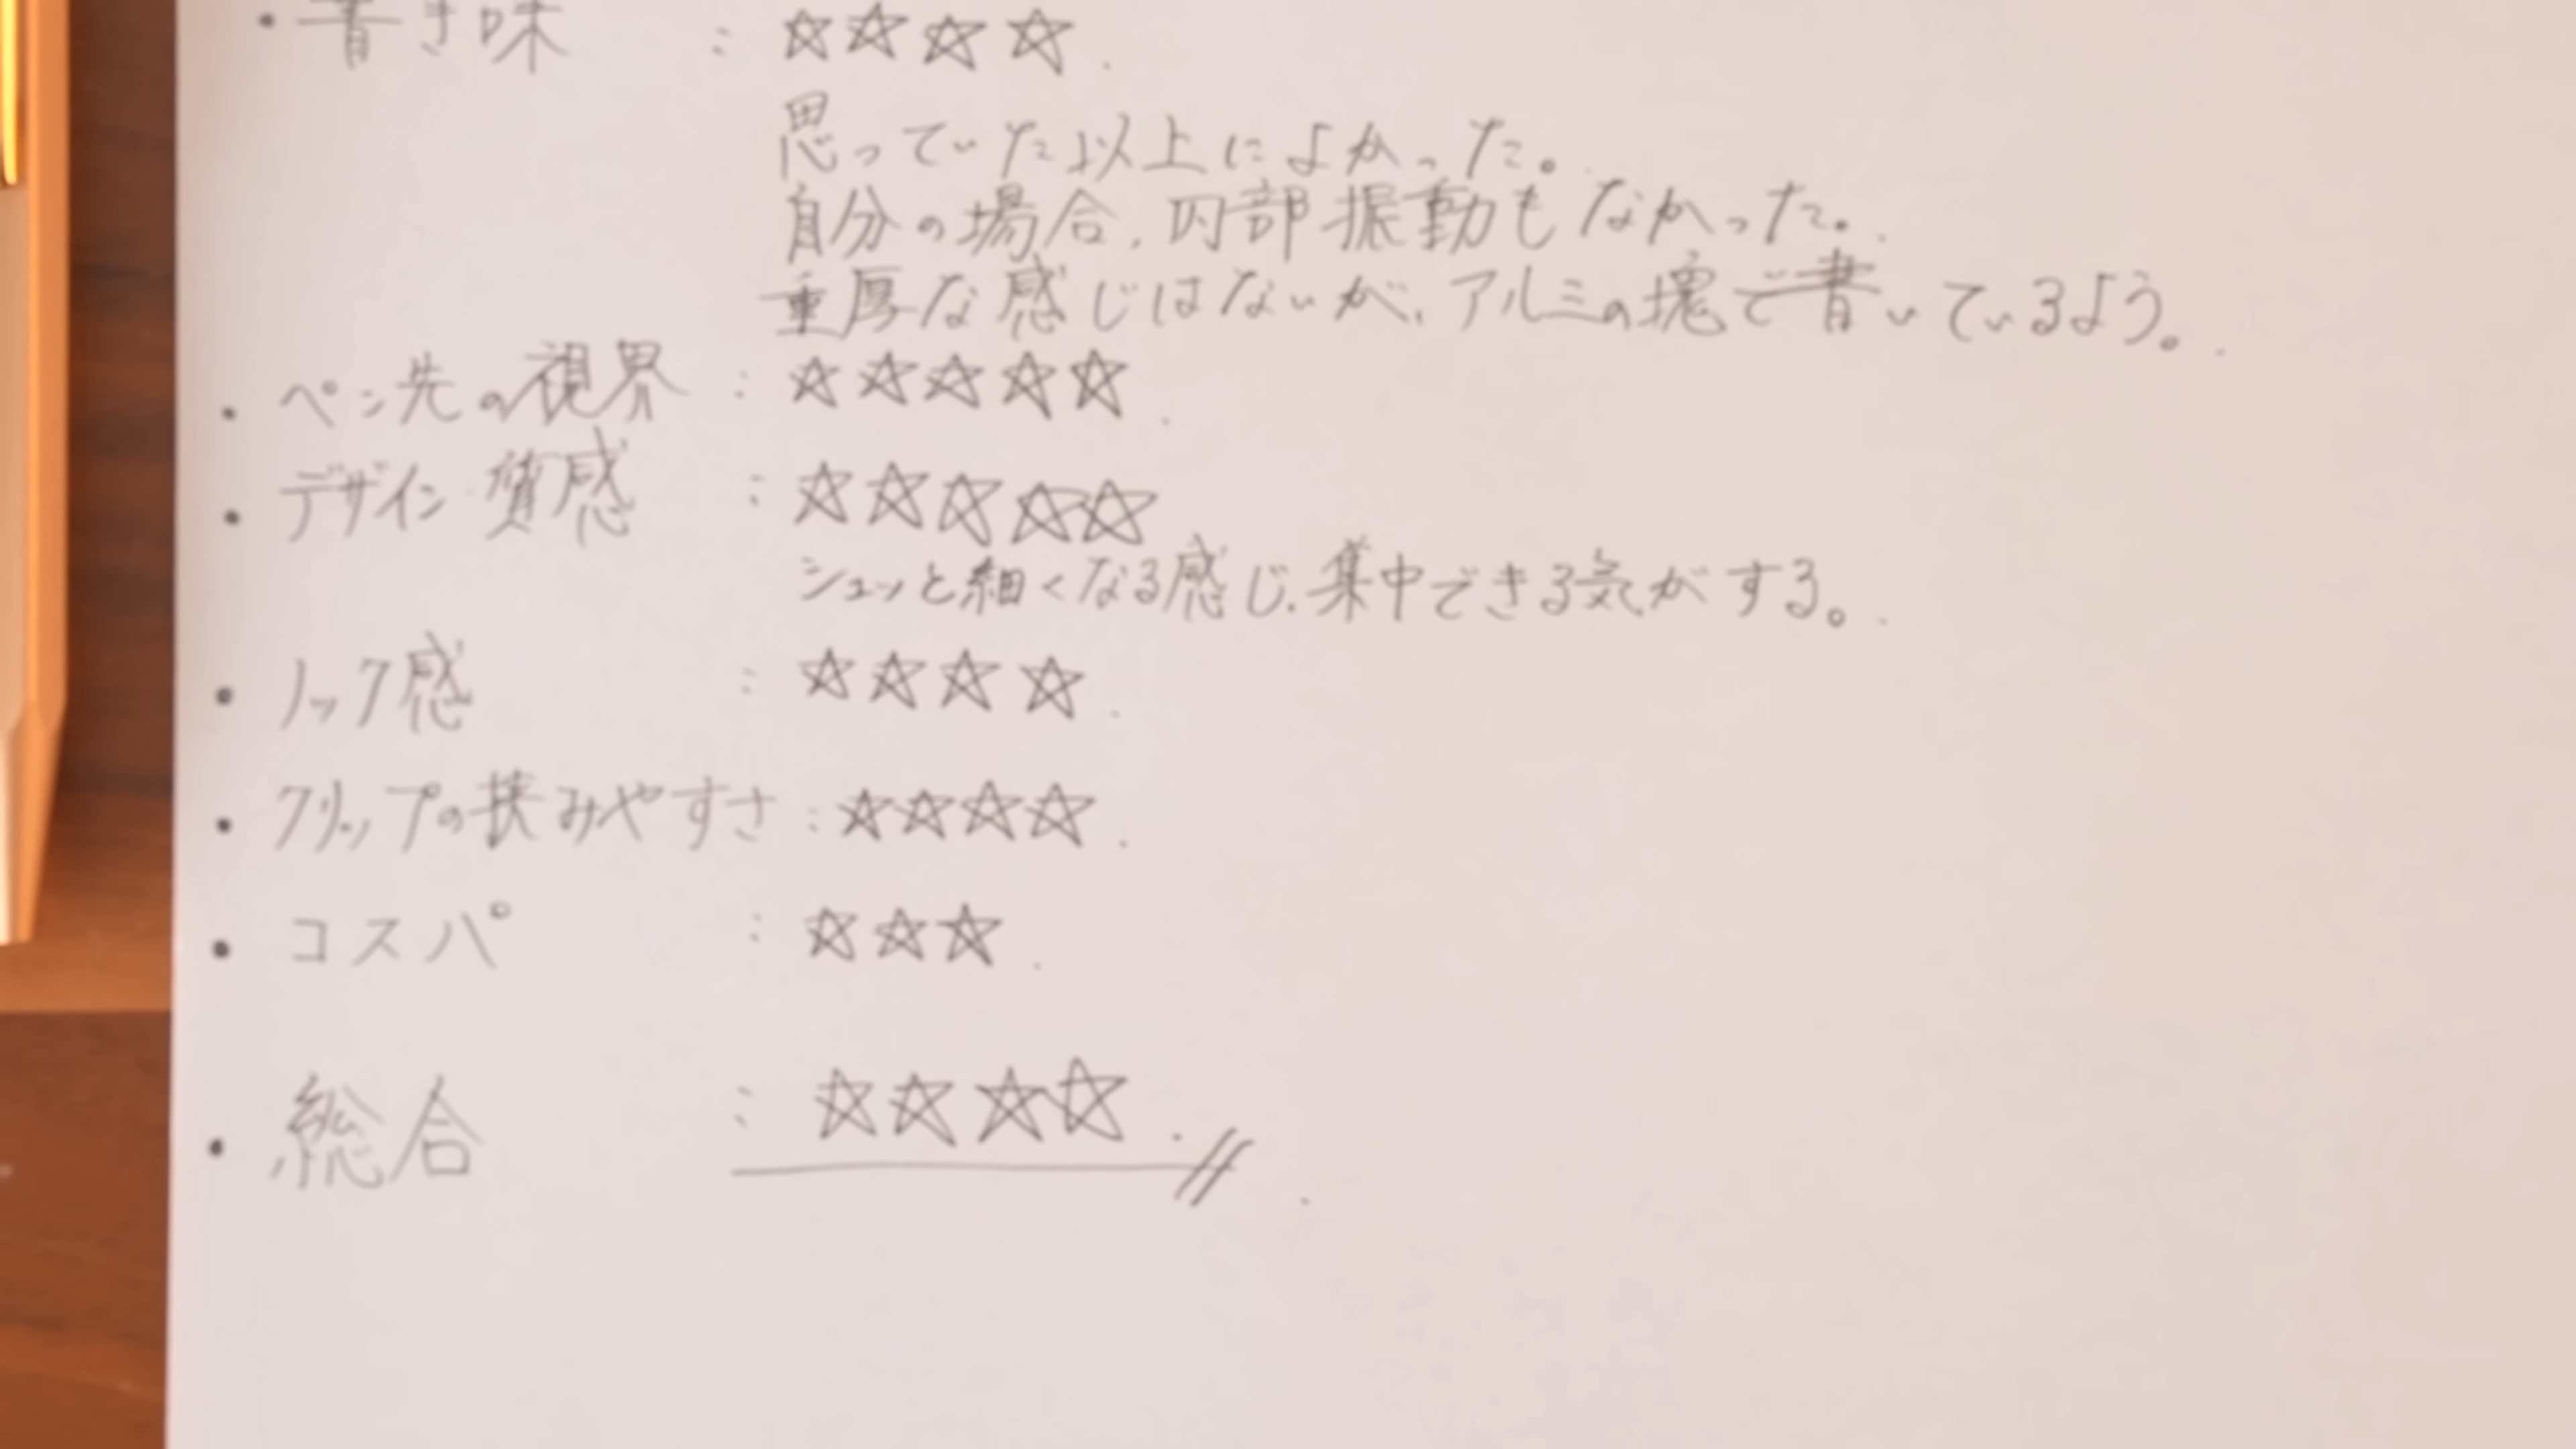 ・書き味 : ☆☆☆☆.
思っていた以上によかった。
自分の場合、内部振動もなかった。
重厚な感じはないが、アルミの塊で書いているよう。
・ペン先の視界 : ☆☆☆☆☆.
・デザイン・質感 : ☆☆☆☆☆
シュッと細くなる感じ、集中できる気がする。
・ノック感 : ☆☆☆☆.
・クリップの挟みやすさ : ☆☆☆☆.
・コスパ : ☆☆☆.
・総合 : ☆☆☆☆.